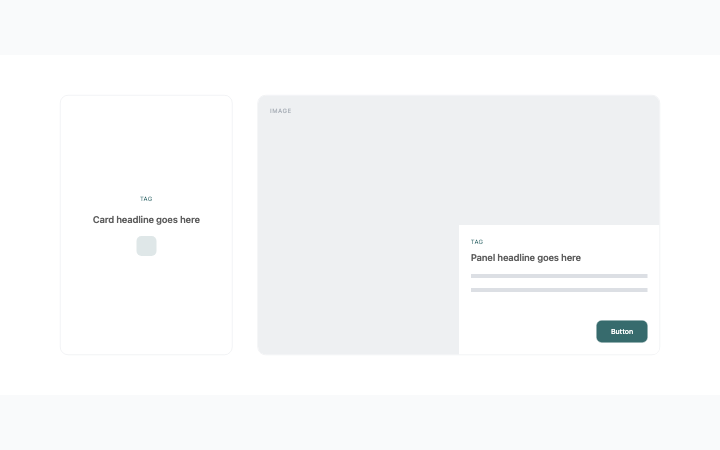 TAG
Card headline goes here
IMAGE
TAG
Panel headline goes here
Button